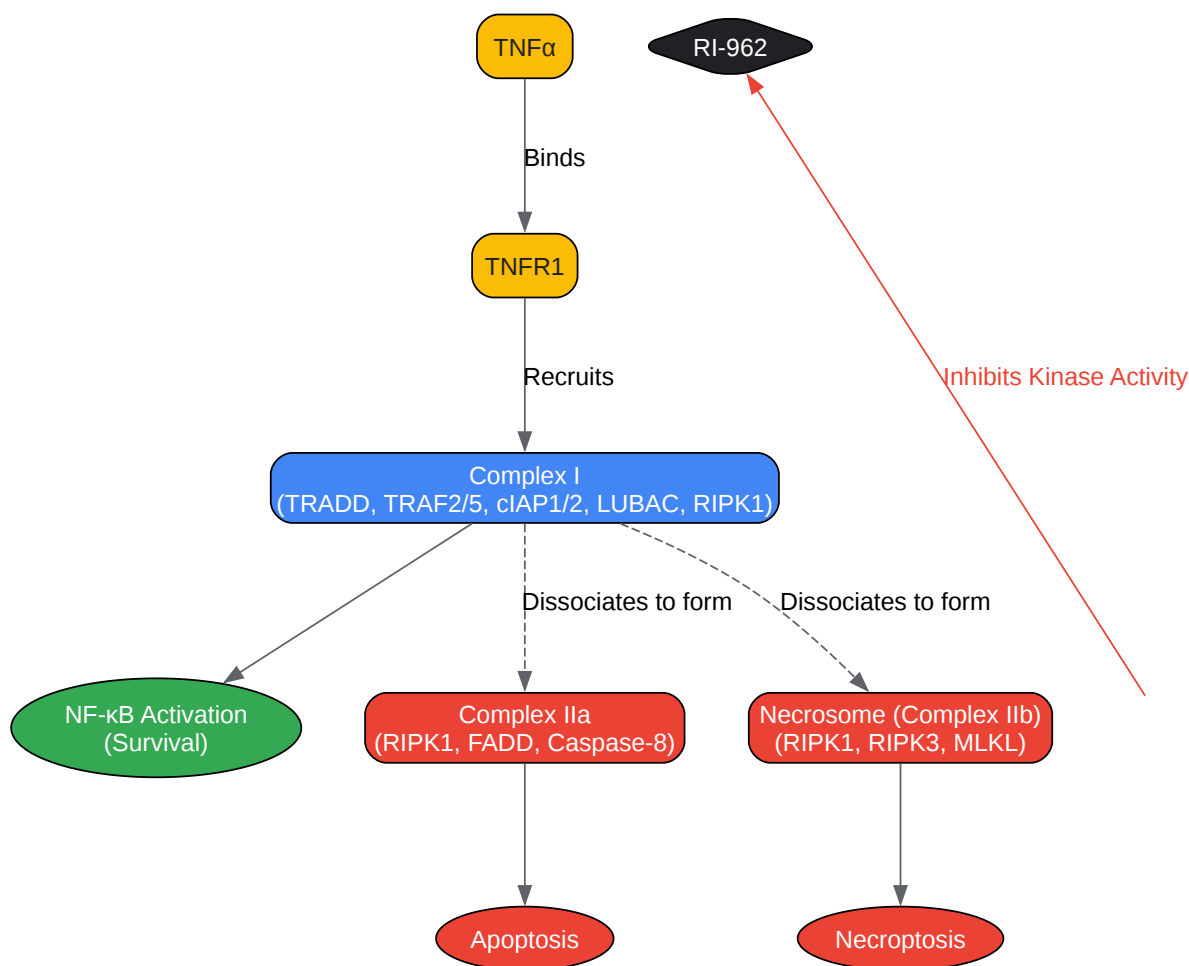 TNFα
RI-962
Binds
TNFR1
Recruits
Inhibits Kinase Activity
Complex I
(TRADD, TRAF2/5, cIAP1/2, LUBAC, RIPK1)
Dissociates to form
Dissociates to form
NF-κB Activation
(Survival)
Complex IIa
(RIPK1, FADD, Caspase-8)
Necrosome (Complex IIb)
(RIPK1, RIPK3, MLKL)
Apoptosis
Necroptosis